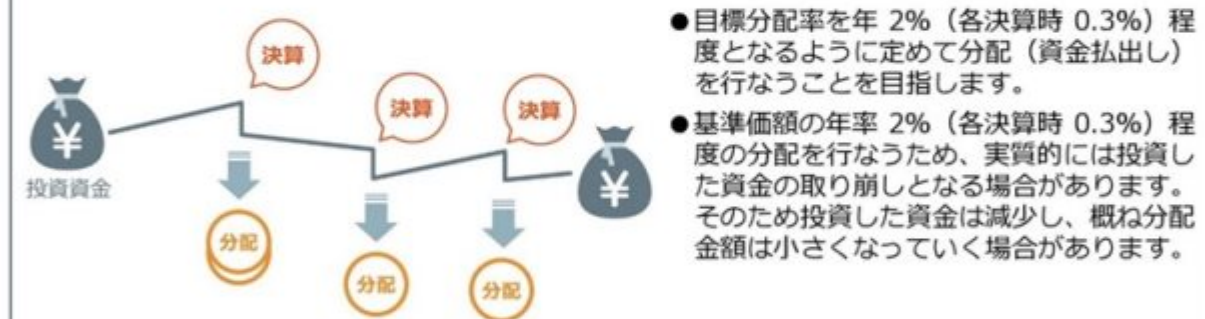 決算
決算
決算
¥
投資資金
¥
分配
分配
分配
●目標分配率を年 2%（各決算時 0.3%）程
度となるように定めて分配（資金払出し）
を行なうことを目指します。
●基準価額の年率 2%（各決算時 0.3%）程
度の分配を行なうため、実質的には投資し
た資金の取り崩しとなる場合があります。
そのため投資した資金は減少し、概ね分配
金額は小さくなっていく場合があります。